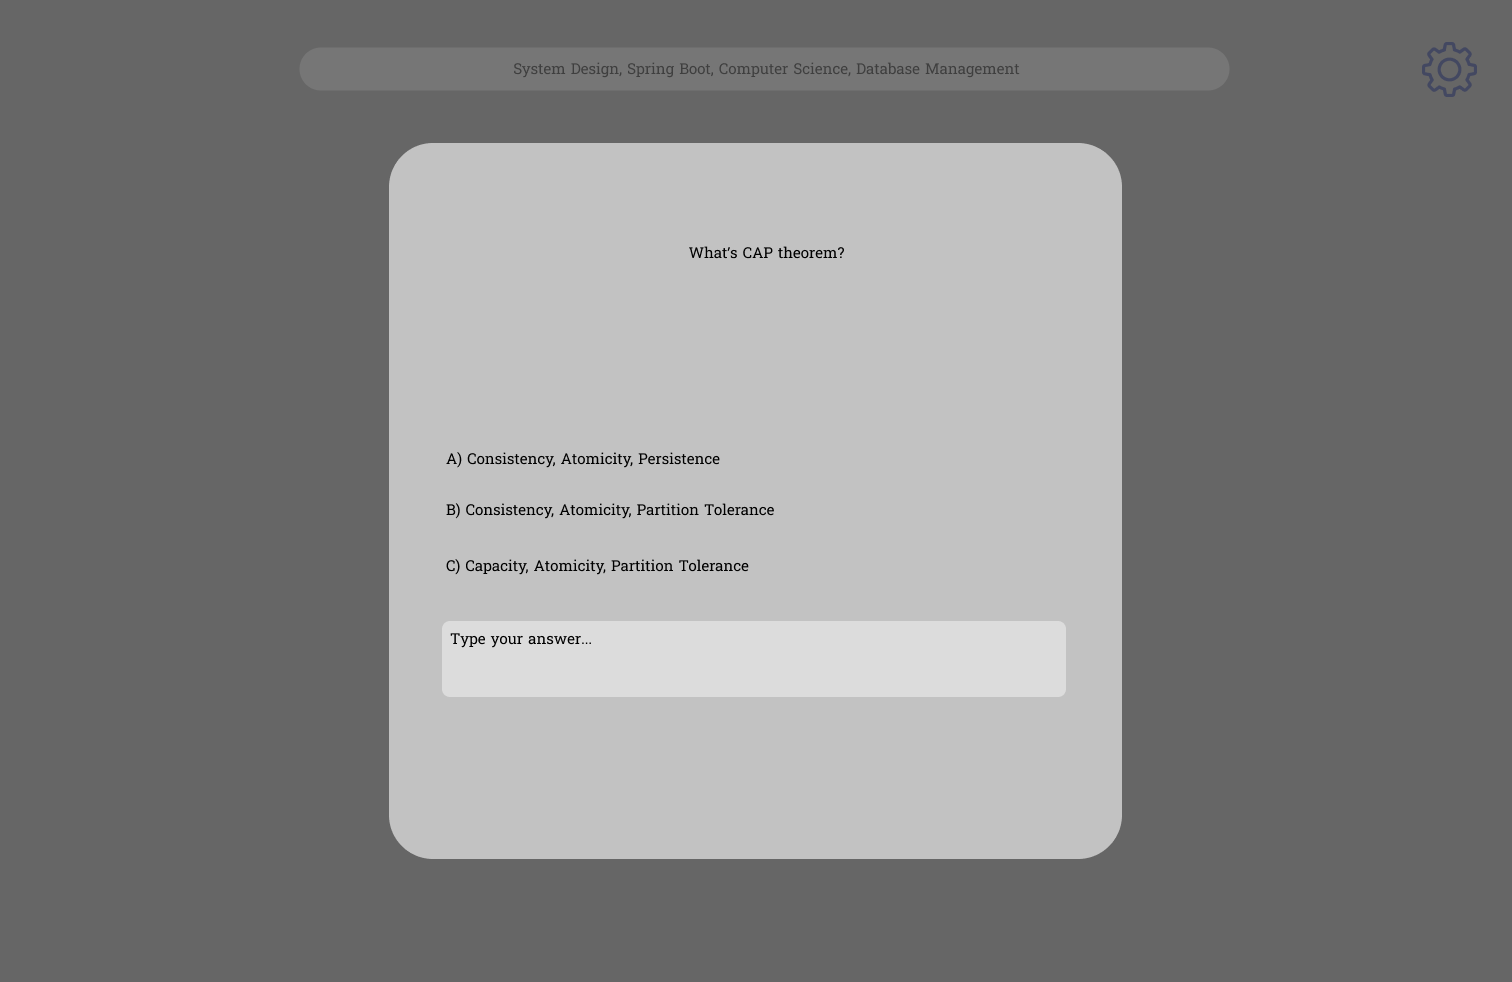 System Design, Spring Boot, Computer Science, Database Management
What's CAP theorem?
A) Consistency, Atomicity, Persistence
B) Consistency, Atomicity, Partition Tolerance
C) Capacity, Atomicity, Partition Tolerance
Type your answer...